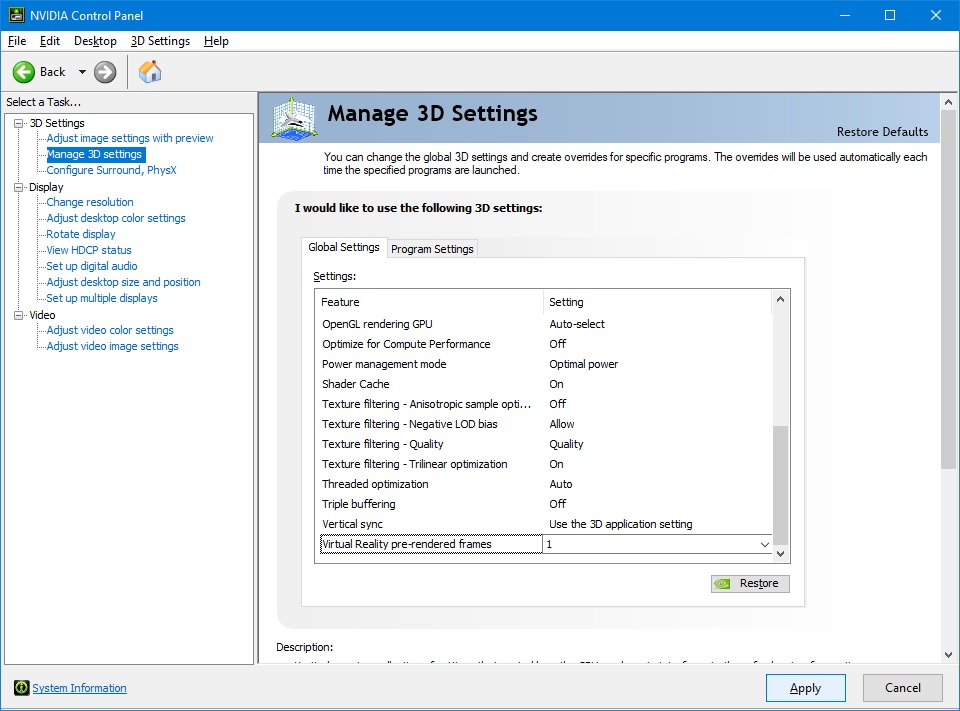 NVIDIA Control Panel
File Edit Desktop 3D Settings Help
Back
Select a Task...
3D Settings
Adjust image settings with preview
Manage 3D settings
Configure Surround, PhysX
Display
Change resolution
Adjust desktop color settings
Rotate display
View HDCP status
Set up digital audio
Adjust desktop size and position
Set up multiple displays
Video
Adjust video color settings
Adjust video image settings
Manage 3D Settings
Restore Defaults
You can change the global 3D settings and create overrides for specific programs. The overrides will be used automatically each
time the specified programs are launched.
I would like to use the following 3D settings:
Global Settings Program Settings
Settings:
Feature Setting
OpenGL rendering GPU Auto-select
Optimize for Compute Performance Off
Power management mode Optimal power
Shader Cache On
Texture filtering - Anisotropic sample opti... Off
Texture filtering - Negative LOD bias Allow
Texture filtering - Quality Quality
Texture filtering - Trilinear optimization On
Threaded optimization Auto
Triple buffering Off
Vertical sync Use the 3D application setting
Virtual Reality pre-rendered frames 1
Restore
Description:
System Information
Apply Cancel